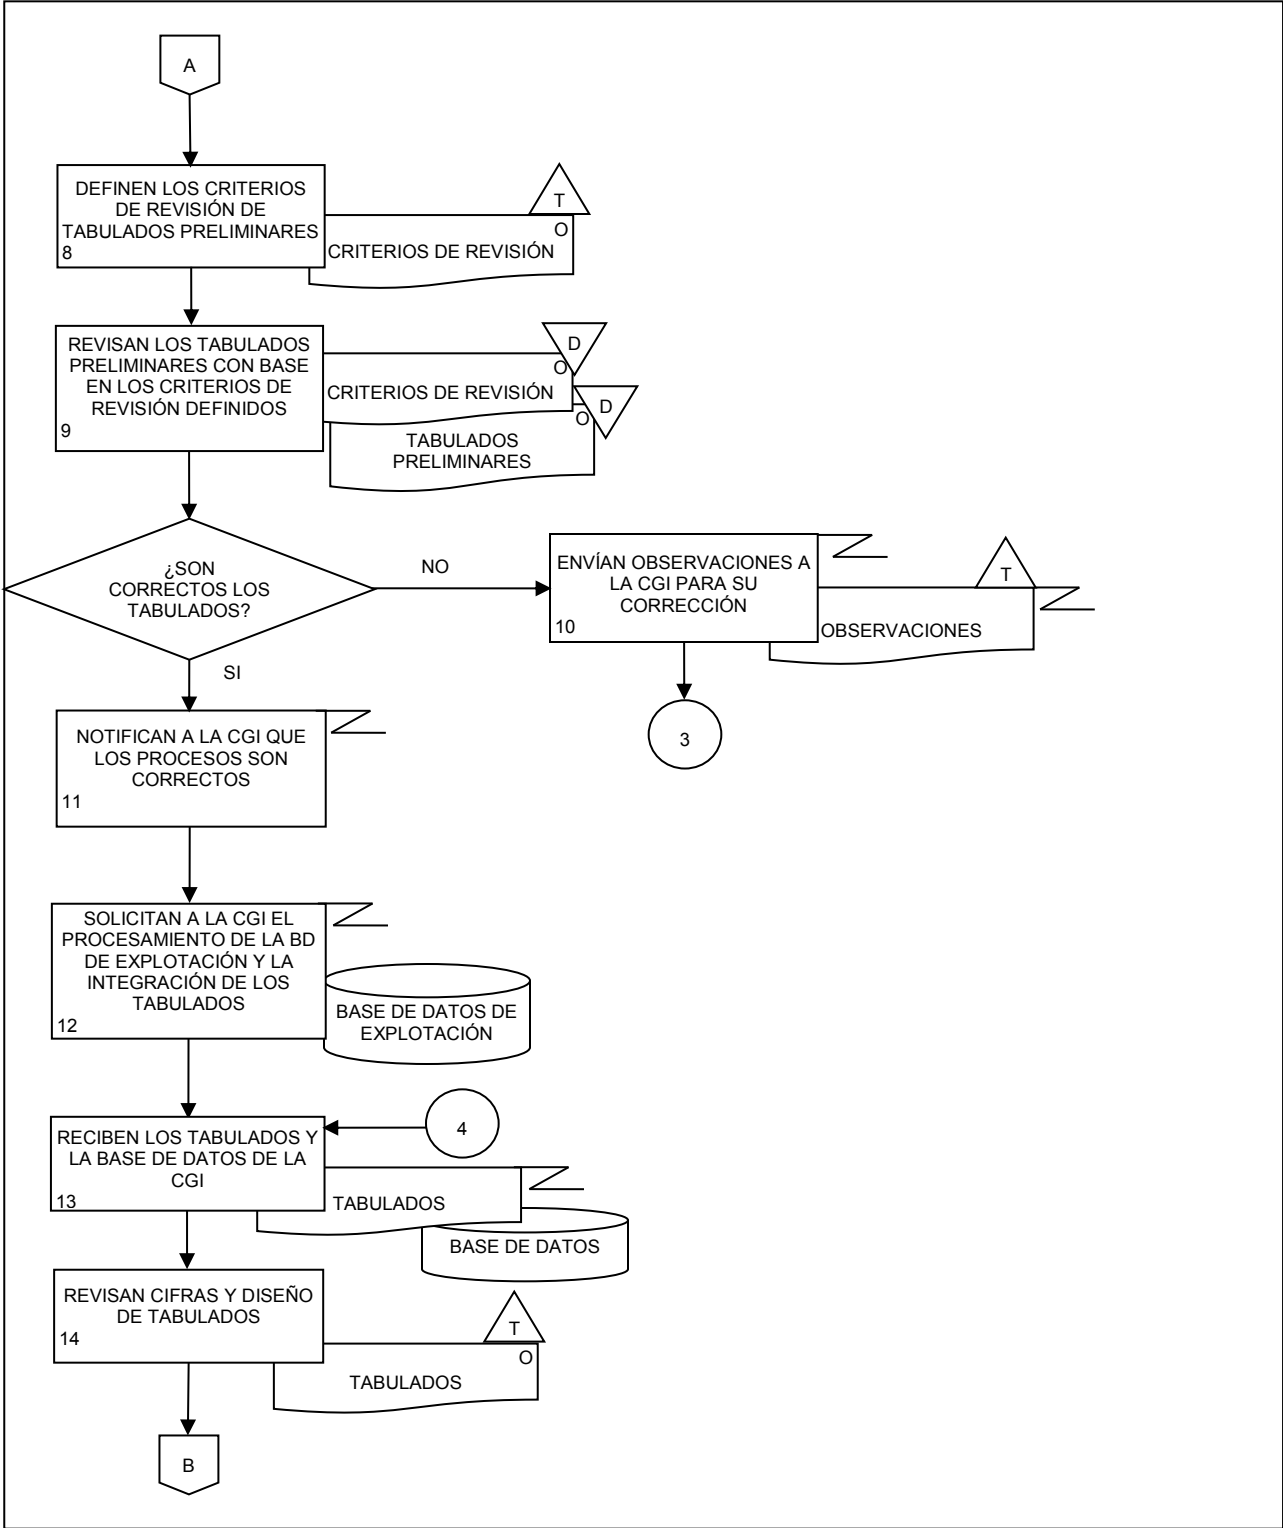 A
DEFINEN LOS CRITERIOS
DE REVISIÓN DE
TABULADOS PRELIMINARES
8
T
O
CRITERIOS DE REVISIÓN
REVISAN LOS TABULADOS
PRELIMINARES CON BASE
EN LOS CRITERIOS DE
REVISIÓN DEFINIDOS
9
D
O
CRITERIOS DE REVISIÓN
D
O
TABULADOS
PRELIMINARES
¿SON
CORRECTOS LOS
TABULADOS?
NO
ENVÍAN OBSERVACIONES A
LA CGI PARA SU
CORRECCIÓN
10
T
OBSERVACIONES
3
SI
NOTIFICAN A LA CGI QUE
LOS PROCESOS SON
CORRECTOS
11
SOLICITAN A LA CGI EL
PROCESAMIENTO DE LA BD
DE EXPLOTACIÓN Y LA
INTEGRACIÓN DE LOS
TABULADOS
12
BASE DE DATOS DE
EXPLOTACIÓN
4
RECIBEN LOS TABULADOS Y
LA BASE DE DATOS DE LA
CGI
13
TABULADOS
BASE DE DATOS
REVISAN CIFRAS Y DISEÑO
DE TABULADOS
14
T
O
TABULADOS
B